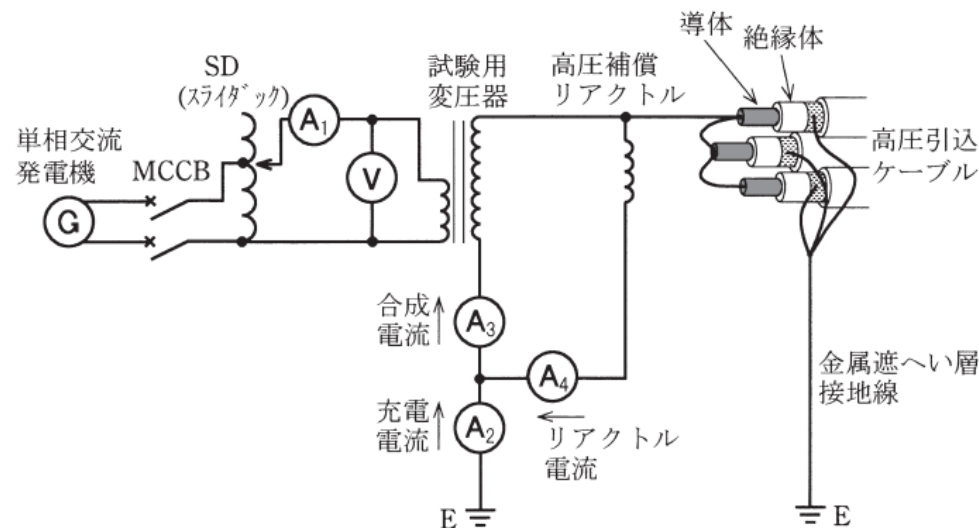 SD
(スライダック)
単相交流
発電機
MCCB
G
A₁
V
試験用
変圧器
高圧補償
リアクトル
導体
絶縁体
高圧引込
ケーブル
合成
電流
A₃
A₄
充電
電流
A₂
リアクトル
電流
E
金属遮へい層
接地線
E